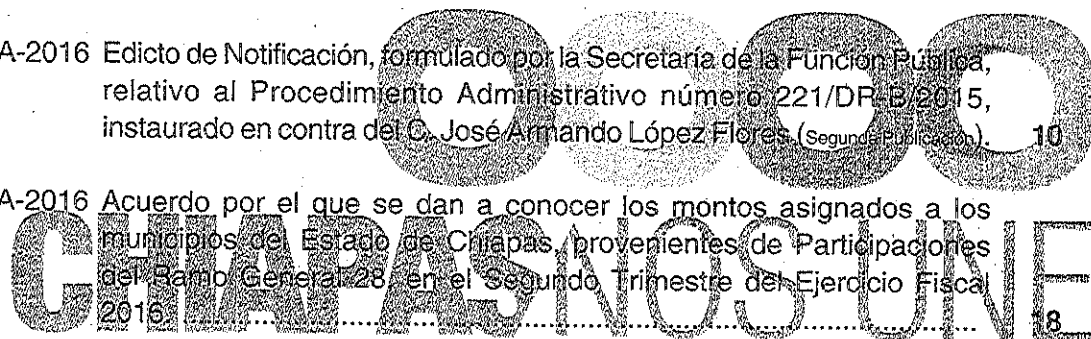 A-2016 Edicto de Notificación, formulado por la Secretaría de la Función Pública,
relativo al Procedimiento Administrativo número 221/DR-B/2015,
instaurado en contra del C. José Armando López Flores (Segunda Publicación). 10
A-2016 Acuerdo por el que se dan a conocer los montos asignados a los
municipios del Estado de Chiapas, provenientes de Participaciones
del Ramo General 28, en el Segundo Trimestre del Ejercicio Fiscal
2016. ........ 18
CHIAPAS NOS UNE